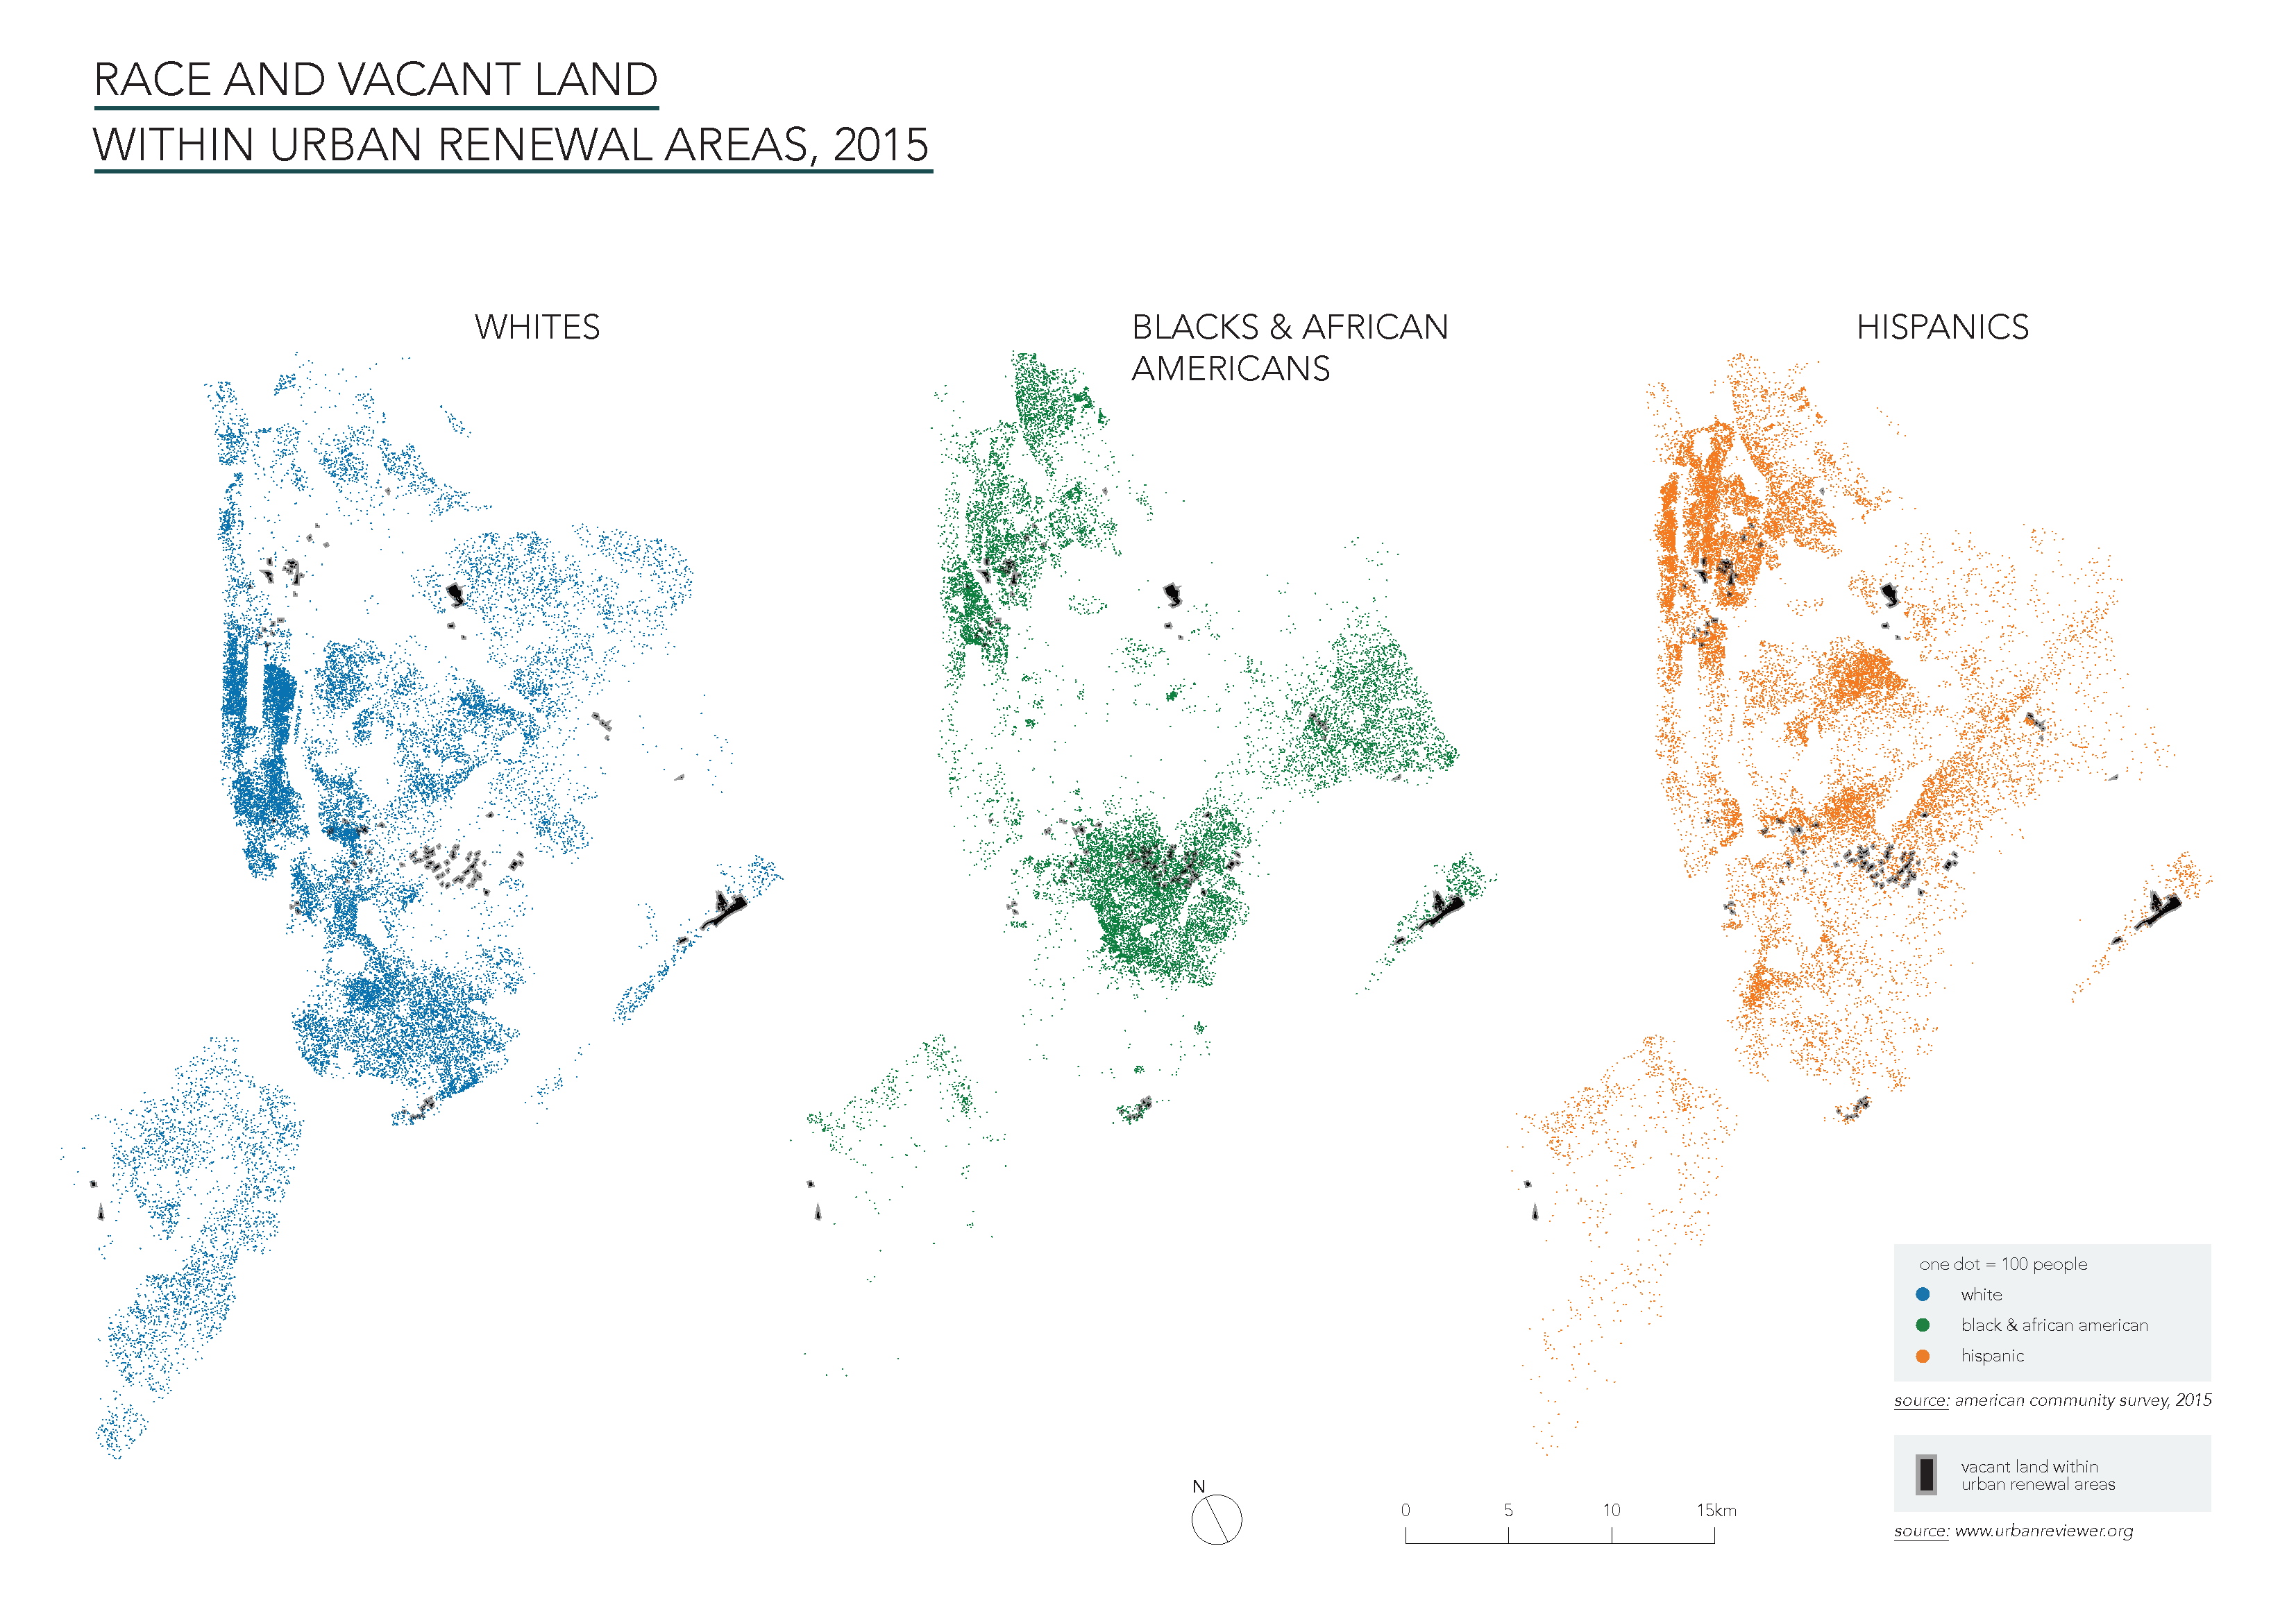 RACE AND VACANT LAND
WITHIN URBAN RENEWAL AREAS, 2015
WHITES
BLACKS & AFRICAN
AMERICANS
HISPANICS
one dot = 100 people
white
black & african american
hispanic
source: american community survey, 2015
vacant land within
urban renewal areas
source: www.urbanreviewer.org
N
0 5 10 15km